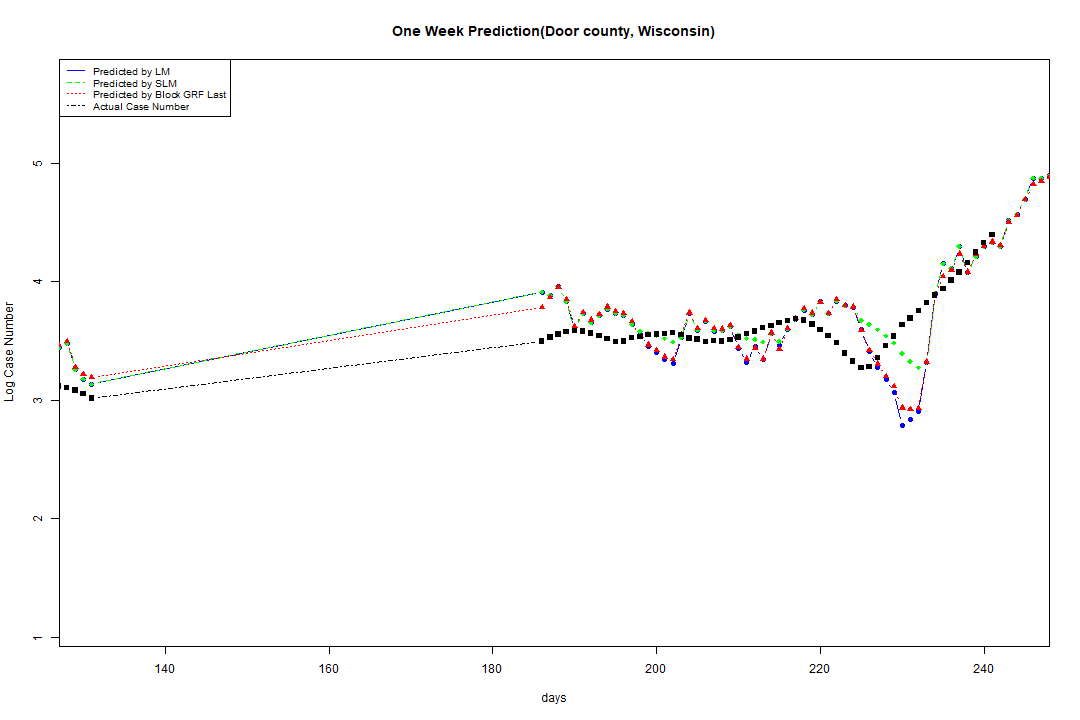 One Week Prediction(Door county, Wisconsin)
Predicted by LM
Predicted by SLM
Predicted by Block GRF Last
Actual Case Number
5
4
3
2
1
Log Case Number
140 160 180 200 220 240
days